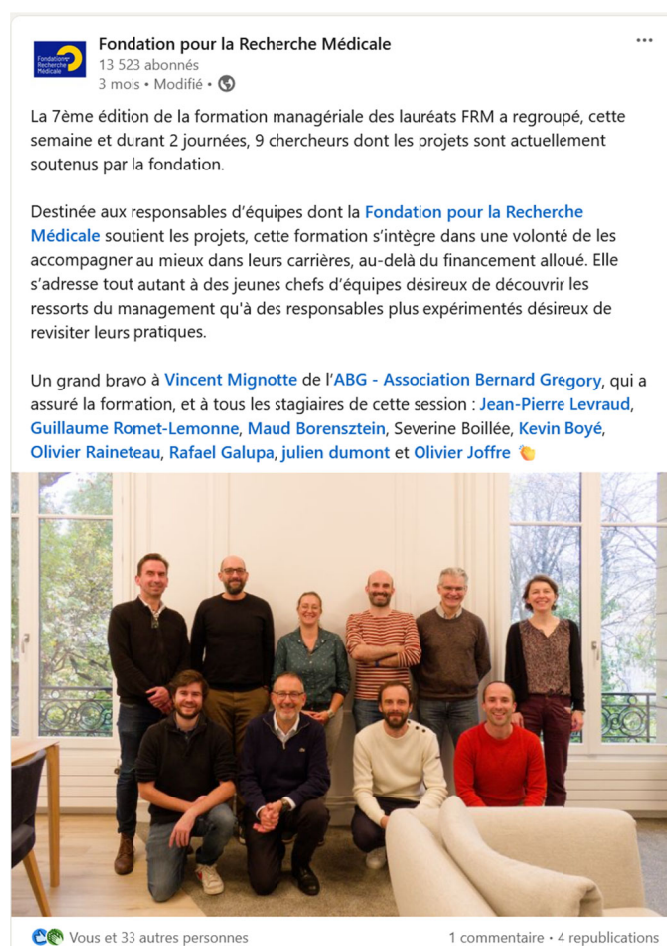 Fondation pour la Recherche Médicale
Fondation
Recherche
Médicale
13 523 abonnés
3 mois • Modifié •
La 7ème édition de la formation managériale des lauréats FRM a regroupé, cette
semaine et durant 2 journées, 9 chercheurs dont les projets sont actuellement
soutenus par la fondation.
Destinée aux responsables d'équipes dont la Fondation pour la Recherche
Médicale soutient les projets, cette formation s'intègre dans une volonté de les
accompagner au mieux dans leurs carrières, au-delà du financement alloué. Elle
s'adresse tout autant à des jeunes chefs d'équipes désireux de découvrir les
ressorts du management qu'à des responsables plus expérimentés désireux de
revisiter leurs pratiques.
Un grand bravo à Vincent Mignotte de l'ABG - Association Bernard Gregory, qui a
assuré la formation, et à tous les stagiaires de cette session : Jean-Pierre Levraud,
Guillaume Romet-Lemonne, Maud Borensztein, Severine Boillée, Kevin Boyé,
Olivier Raineteau, Rafael Galupa, julien dumont et Olivier Joffre 👏
Vous et 33 autres personnes
1 commentaire • 4 republications